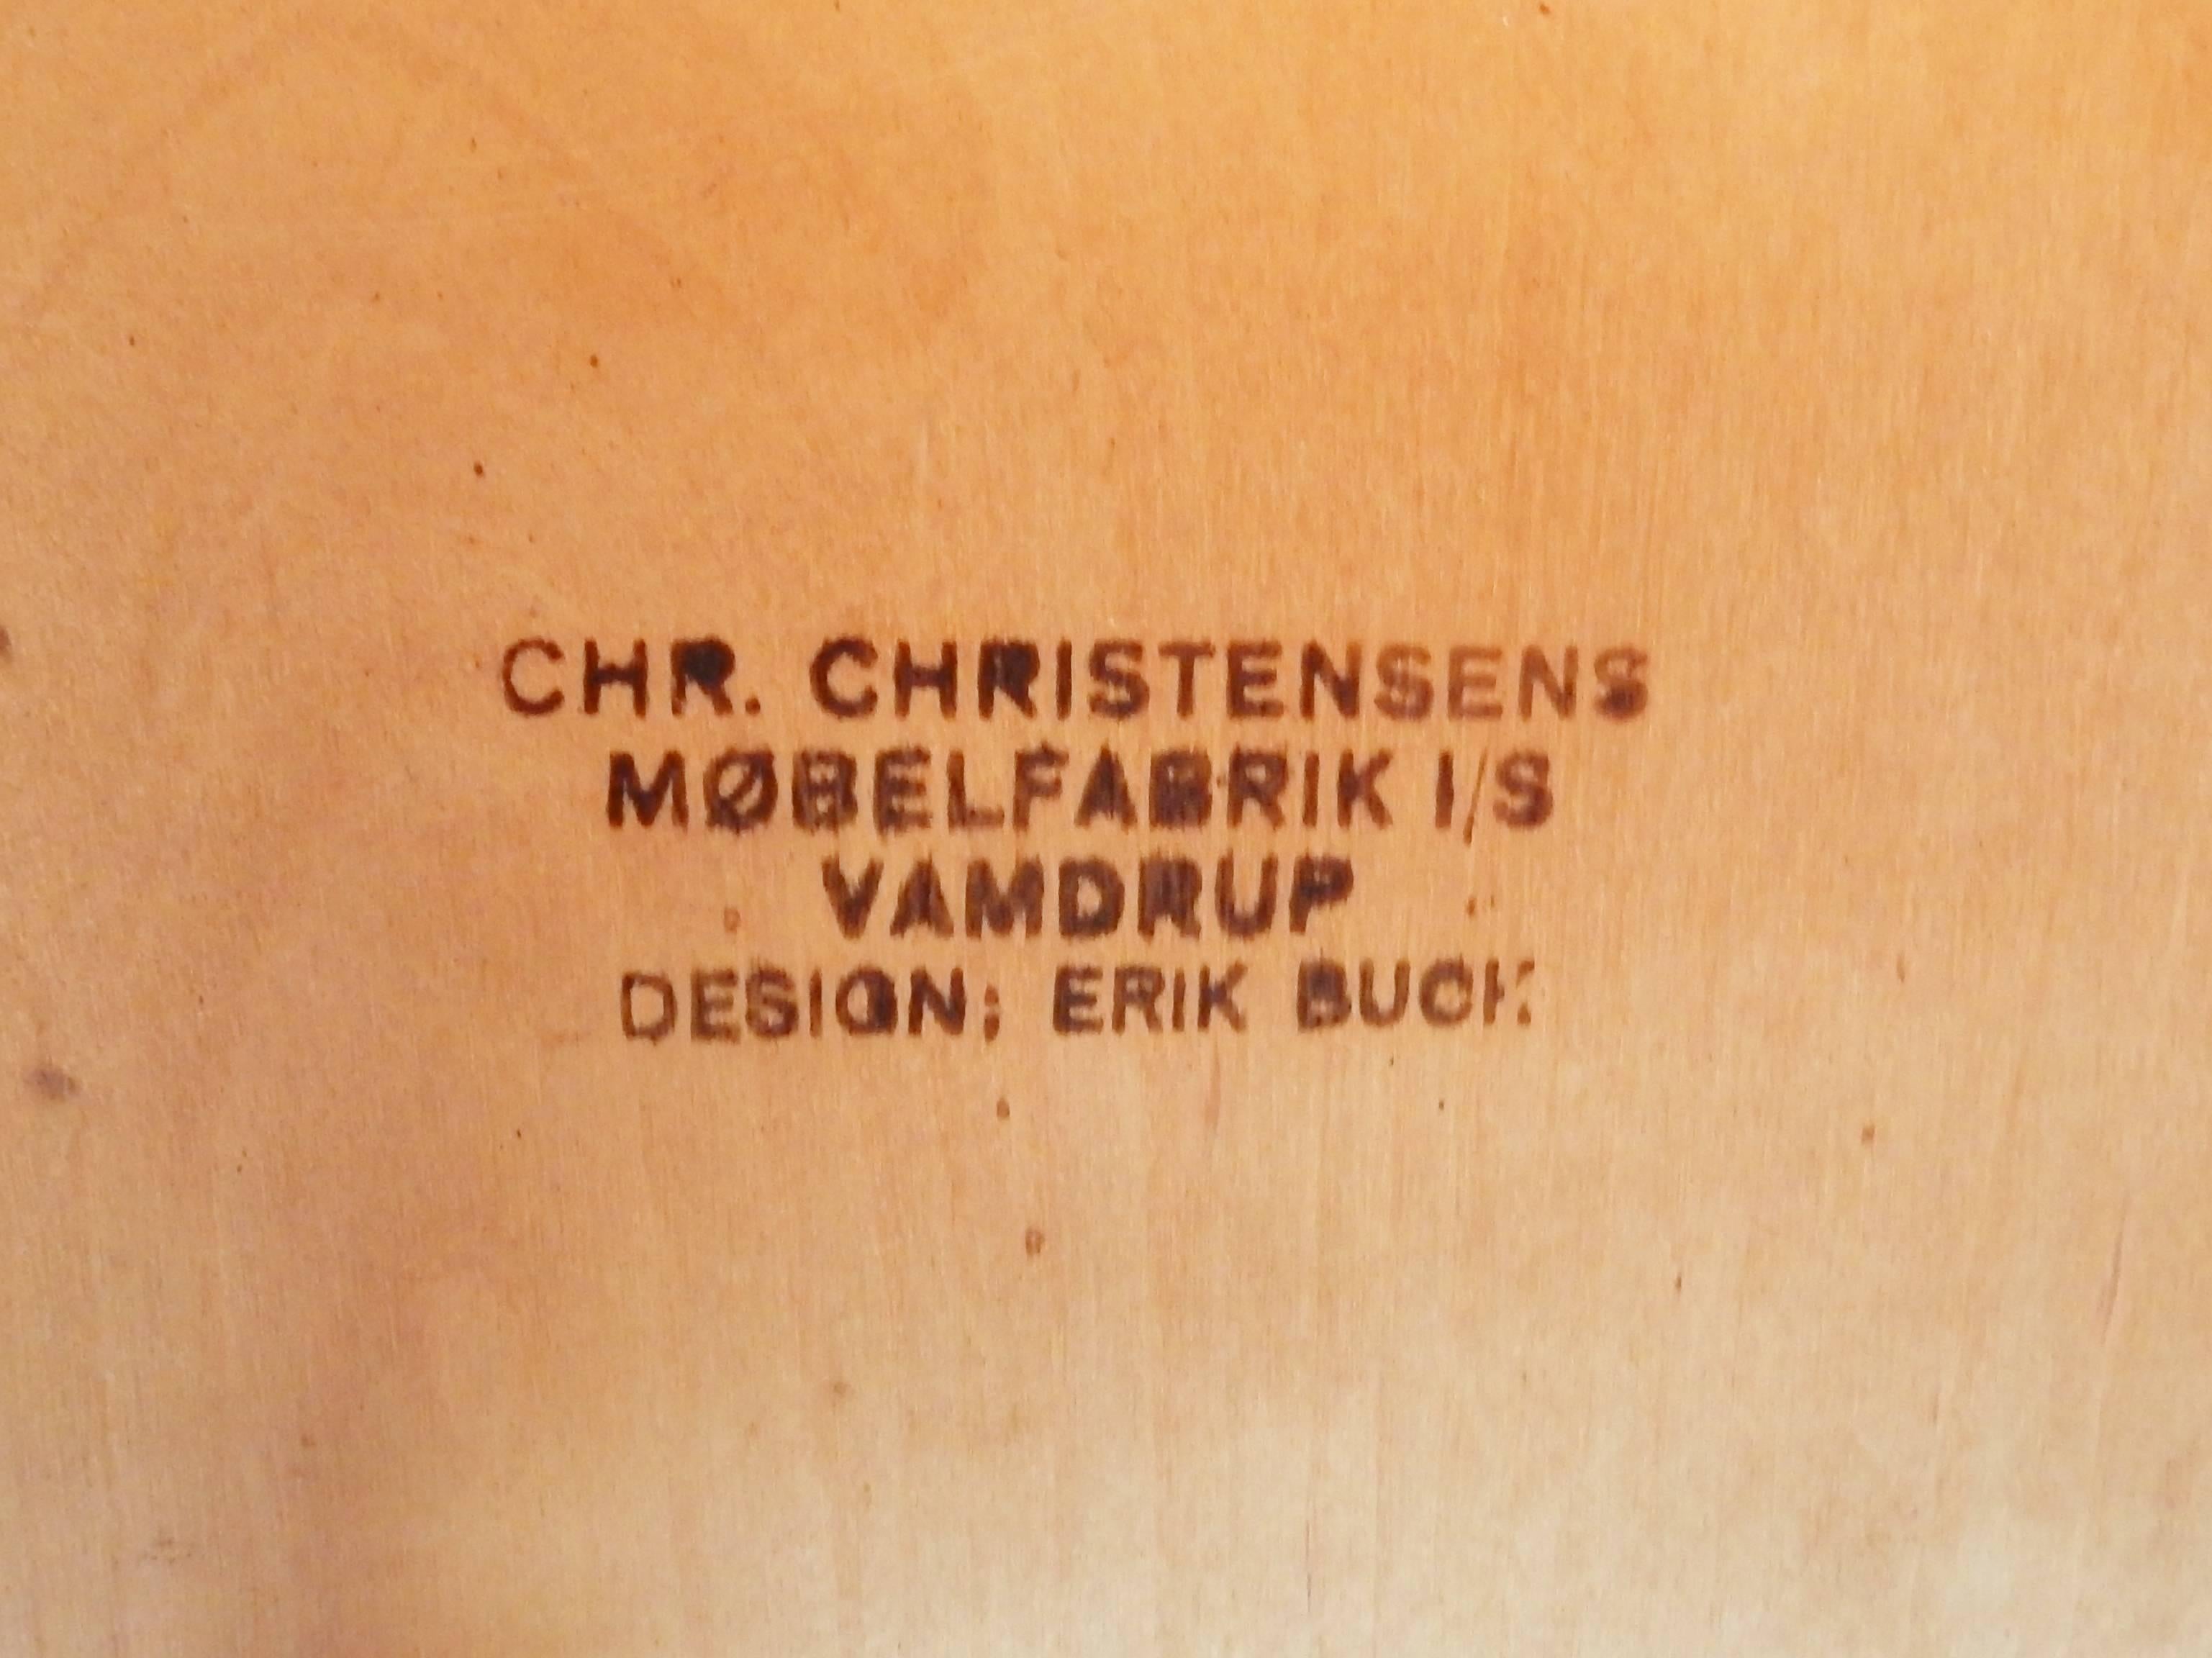 CHR. CHRISTENSENS
MØBELFABRIK I/S
VAMDRUP
DESIGN: ERIK BUCK